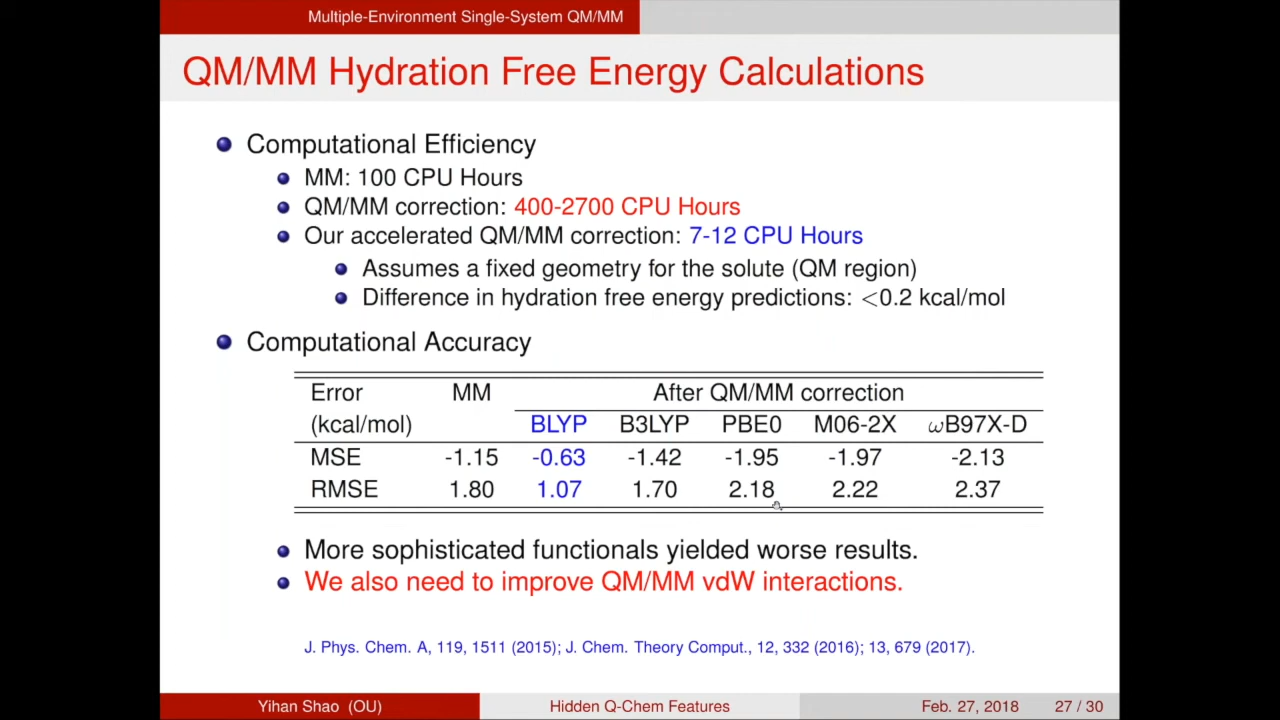 Multiple-Environment Single-System QM/MM
QM/MM Hydration Free Energy Calculations
Computational Efficiency
MM: 100 CPU Hours
QM/MM correction: 400-2700 CPU Hours
Our accelerated QM/MM correction: 7-12 CPU Hours
Assumes a fixed geometry for the solute (QM region)
Difference in hydration free energy predictions: <0.2 kcal/mol
Computational Accuracy
Error MM After QM/MM correction
(kcal/mol) BLYP B3LYP PBE0 M06-2X ωB97X-D
MSE -1.15 -0.63 -1.42 -1.95 -1.97 -2.13
RMSE 1.80 1.07 1.70 2.18 2.22 2.37
More sophisticated functionals yielded worse results.
We also need to improve QM/MM vdW interactions.
J. Phys. Chem. A, 119, 1511 (2015); J. Chem. Theory Comput., 12, 332 (2016); 13, 679 (2017).
Yihan Shao (OU) Hidden Q-Chem Features Feb. 27, 2018 27 / 30